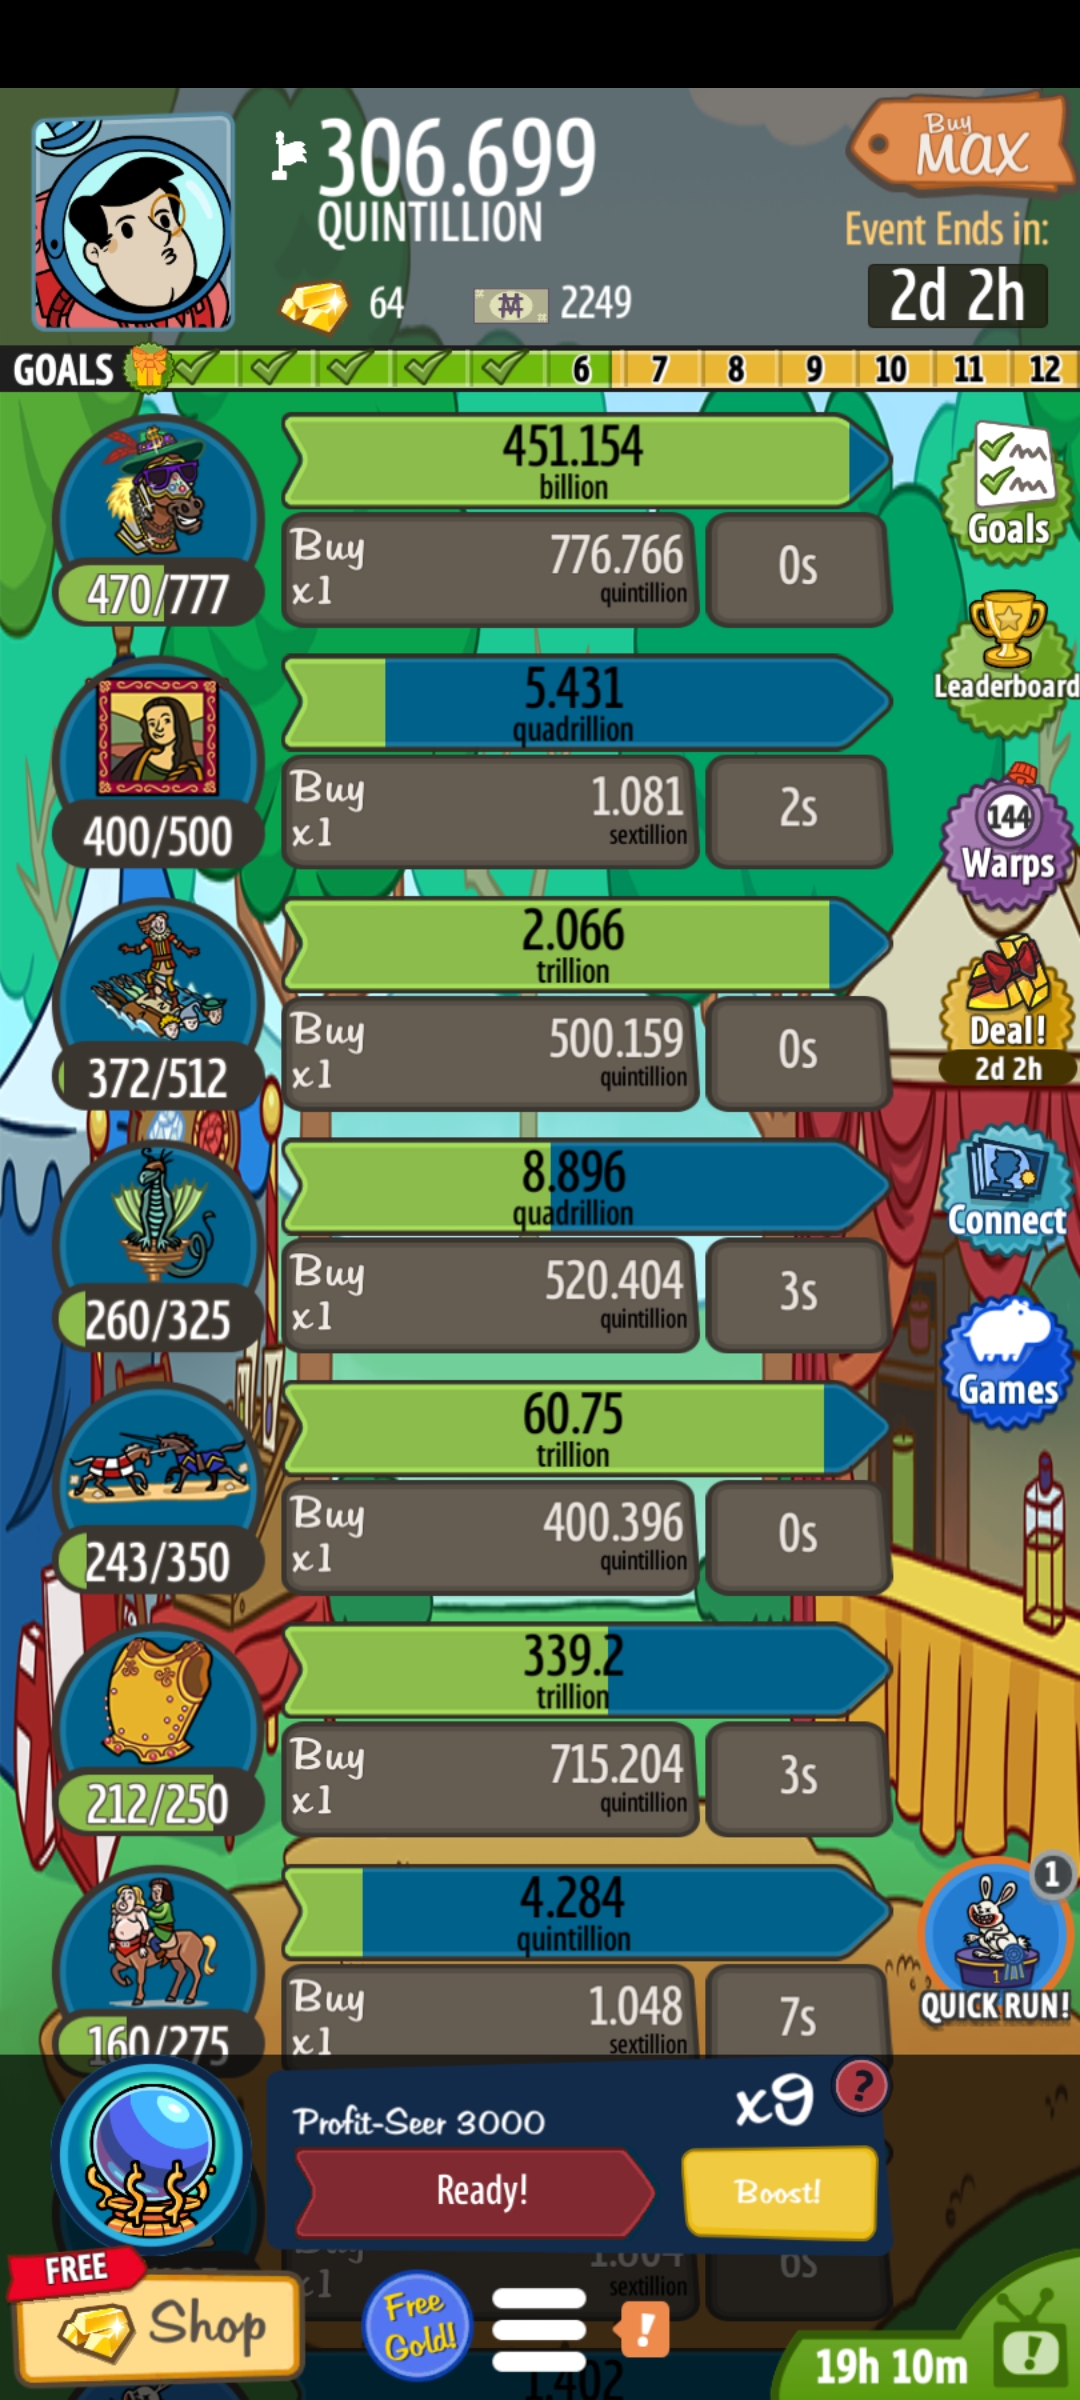 306.699
QUINTILLION
Buy
MAX
Event Ends in:
64
2249
2d 2h
GOALS
6 7 8 9 10 11 12
451.154
billion
470/777
Buy
x1
776.766
quintillion
0s
Goals
Leaderboard
5.431
quadrillion
400/500
Buy
x1
1.081
sextillion
2s
144
Warps
2.066
trillion
372/512
Buy
x1
500.159
quintillion
0s
Deal!
2d 2h
8.896
quadrillion
260/325
Buy
x1
520.404
quintillion
3s
Connect
60.75
trillion
243/350
Buy
x1
400.396
quintillion
0s
Games
339.2
trillion
212/250
Buy
x1
715.204
quintillion
3s
4.284
quintillion
160/275
Buy
x1
1.048
sextillion
7s
1
QUICK RUN!
Profit-Seer 3000
x9
?
Ready!
Boost!
x1
sextillion
6s
FREE
Shop
Free
Gold!
!
1.402
19h 10m
!